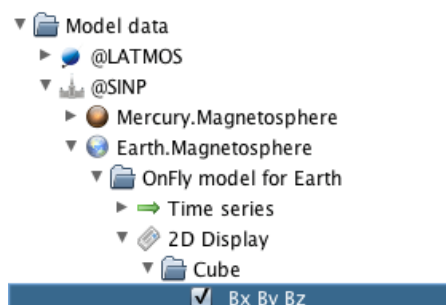 Model data
@LATMOS
@SINP
Mercury.Magnetosphere
Earth.Magnetosphere
OnFly model for Earth
Time series
2D Display
Cube
Bx By Bz